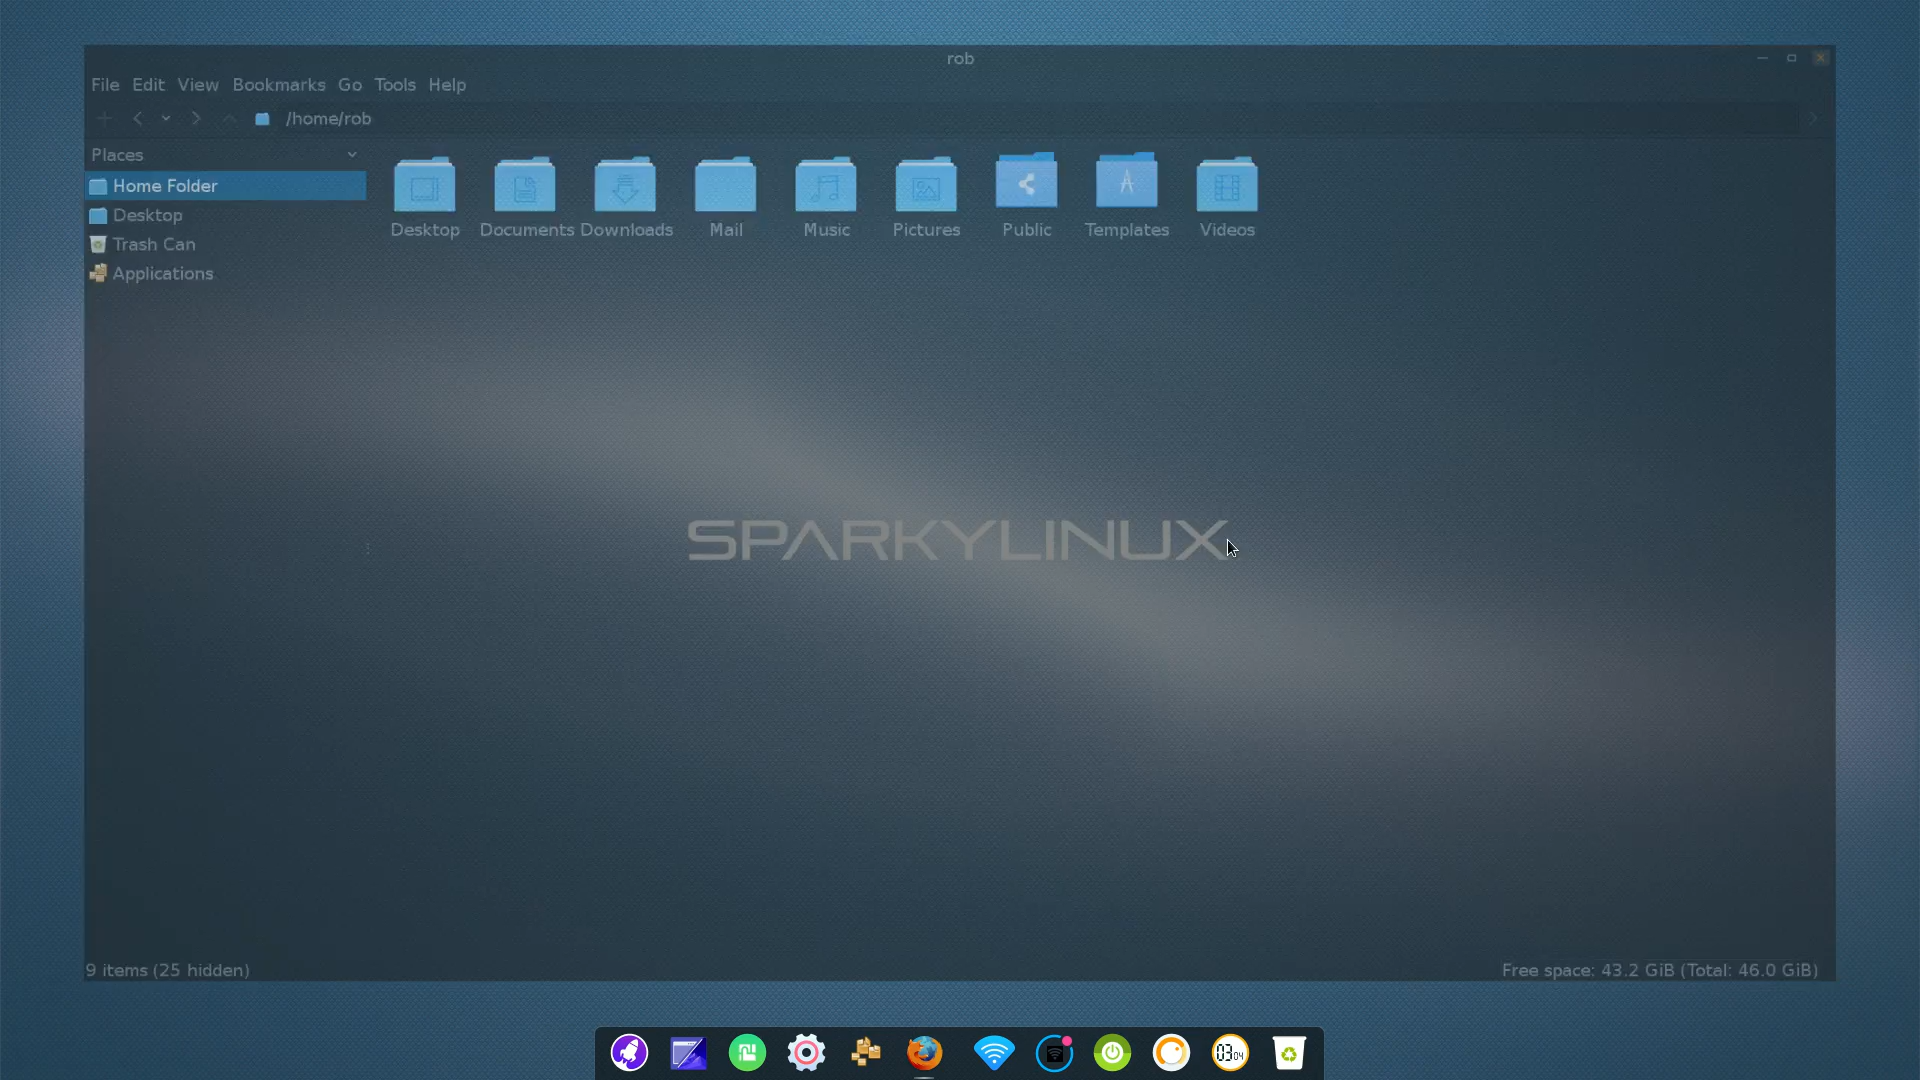 rob
File Edit View Bookmarks Go Tools Help
/home/rob
Places
Home Folder
Desktop
Trash Can
Applications
Desktop Documents Downloads Mail Music Pictures Public Templates Videos
SPARKYLINUX
9 items (25 hidden)
Free space: 43.2 GiB (Total: 46.0 GiB)
03 04